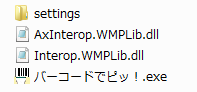 settings
AxInterop.WMPLib.dll
Interop.WMPLib.dll
バーコードでピッ！.exe